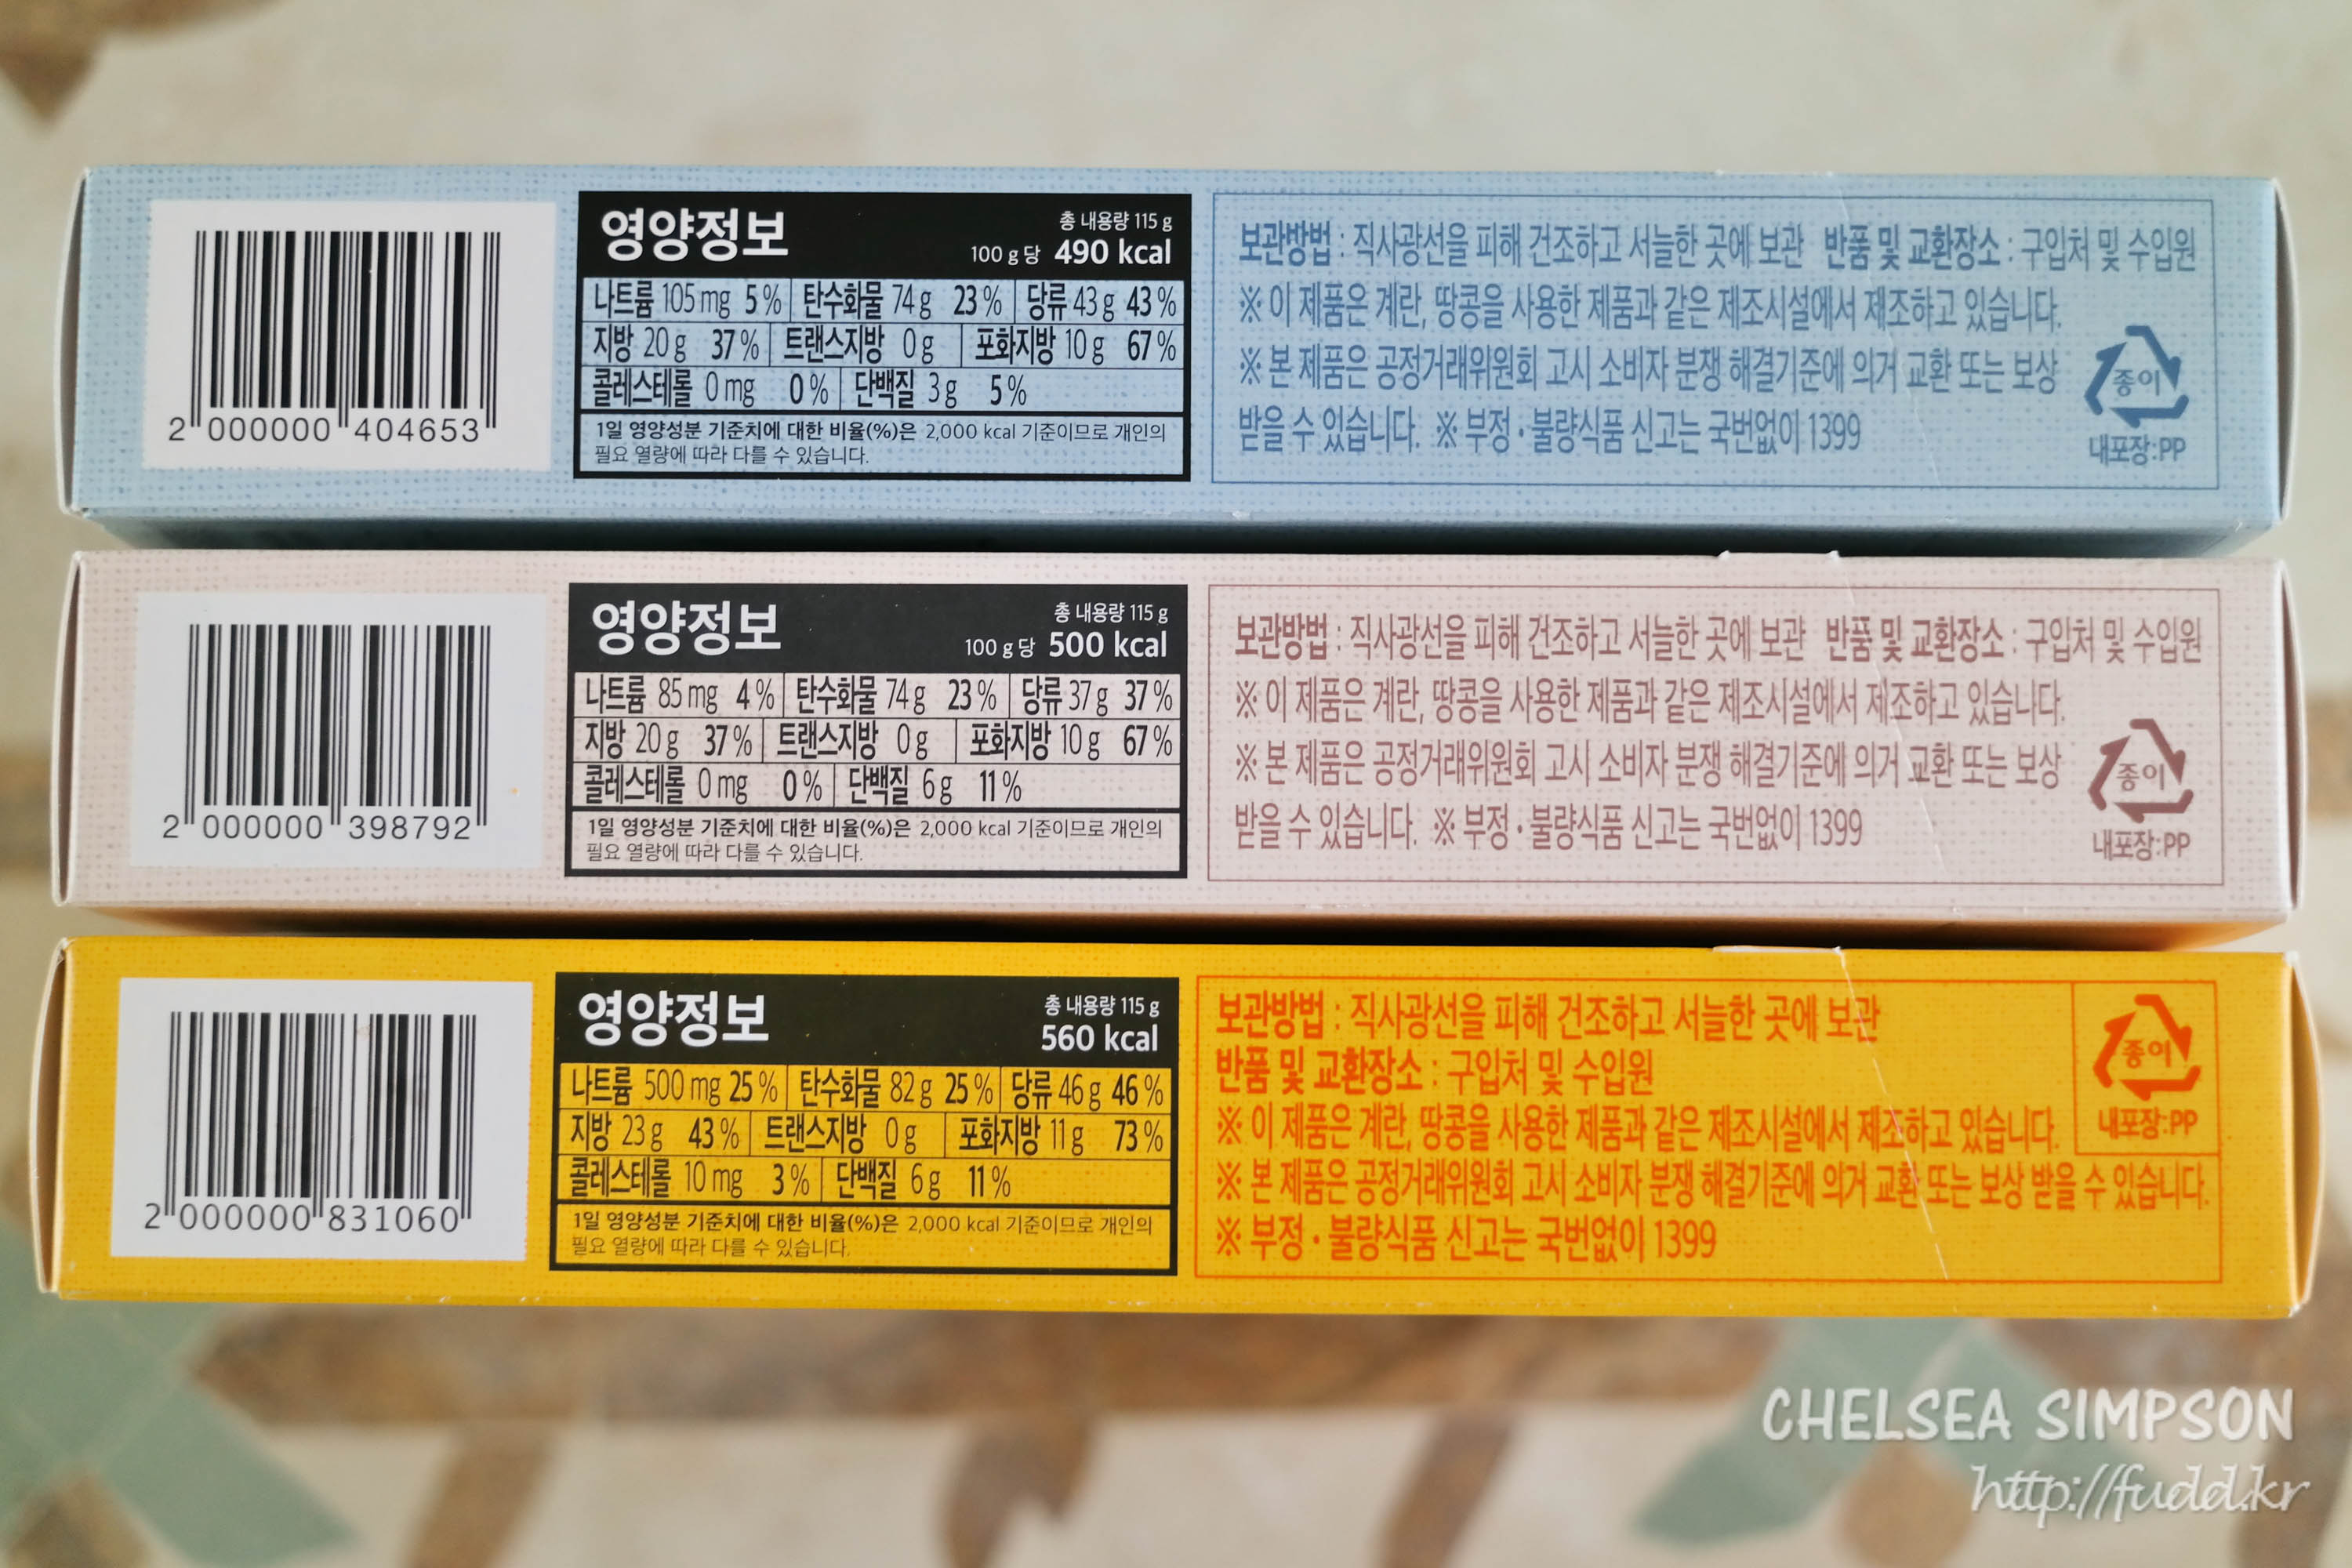 2 000000 404653
영양정보
총 내용량 115 g
100 g당 490 kcal
나트륨 105 mg 5 % 탄수화물 74 g 23 % 당류 43 g 43 %
지방 20 g 37 % 트랜스지방 0 g 포화지방 10 g 67 %
콜레스테롤 0 mg 0 % 단백질 3 g 5 %
1일 영양성분 기준치에 대한 비율(%)은 2,000 kcal 기준이므로 개인의
필요 열량에 따라 다를 수 있습니다.
보관방법 : 직사광선을 피해 건조하고 서늘한 곳에 보관 반품 및 교환장소 : 구입처 및 수입원
※ 이 제품은 계란, 땅콩을 사용한 제품과 같은 제조시설에서 제조하고 있습니다.
※ 본 제품은 공정거래위원회 고시 소비자 분쟁 해결기준에 의거 교환 또는 보상
받을 수 있습니다. ※ 부정·불량식품 신고는 국번없이 1399
종이
내포장:PP
2 000000 398792
영양정보
총 내용량 115 g
100 g당 500 kcal
나트륨 85 mg 4 % 탄수화물 74 g 23 % 당류 37 g 37 %
지방 20 g 37 % 트랜스지방 0 g 포화지방 10 g 67 %
콜레스테롤 0 mg 0 % 단백질 6 g 11 %
1일 영양성분 기준치에 대한 비율(%)은 2,000 kcal 기준이므로 개인의
필요 열량에 따라 다를 수 있습니다.
보관방법 : 직사광선을 피해 건조하고 서늘한 곳에 보관 반품 및 교환장소 : 구입처 및 수입원
※ 이 제품은 계란, 땅콩을 사용한 제품과 같은 제조시설에서 제조하고 있습니다.
※ 본 제품은 공정거래위원회 고시 소비자 분쟁 해결기준에 의거 교환 또는 보상
받을 수 있습니다. ※ 부정·불량식품 신고는 국번없이 1399
종이
내포장:PP
2 000000 831060
영양정보
총 내용량 115 g
560 kcal
나트륨 500 mg 25 % 탄수화물 82 g 25 % 당류 46 g 46 %
지방 23 g 43 % 트랜스지방 0 g 포화지방 11 g 73 %
콜레스테롤 10 mg 3 % 단백질 6 g 11 %
1일 영양성분 기준치에 대한 비율(%)은 2,000 kcal 기준이므로 개인의
필요 열량에 따라 다를 수 있습니다.
보관방법 : 직사광선을 피해 건조하고 서늘한 곳에 보관
반품 및 교환장소 : 구입처 및 수입원
※ 이 제품은 계란, 땅콩을 사용한 제품과 같은 제조시설에서 제조하고 있습니다.
※ 본 제품은 공정거래위원회 고시 소비자 분쟁 해결기준에 의거 교환 또는 보상 받을 수 있습니다.
※ 부정·불량식품 신고는 국번없이 1399
종이
내포장:PP
CHELSEA SIMPSON
http://fudd.kr